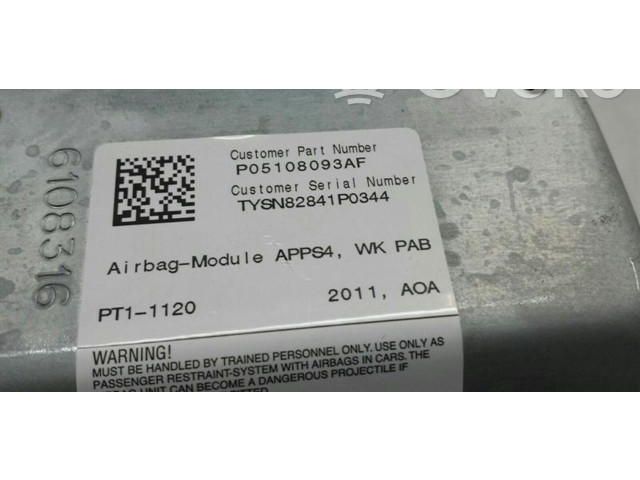 Customer Part Number
P05108093AF
Customer Serial Number
TYSN82841P0344
Airbag-Module APPS4, WK PAB
PT1-1120
2011, AOA
6108316
WARNING!
MUST BE HANDLED BY TRAINED PERSONNEL ONLY. USE ONLY AS
PASSENGER RESTRAINT-SYSTEM WITH AIRBAGS IN CARS. THE
UNIT CAN BECOME A DANGEROUS PROJECTILE IF